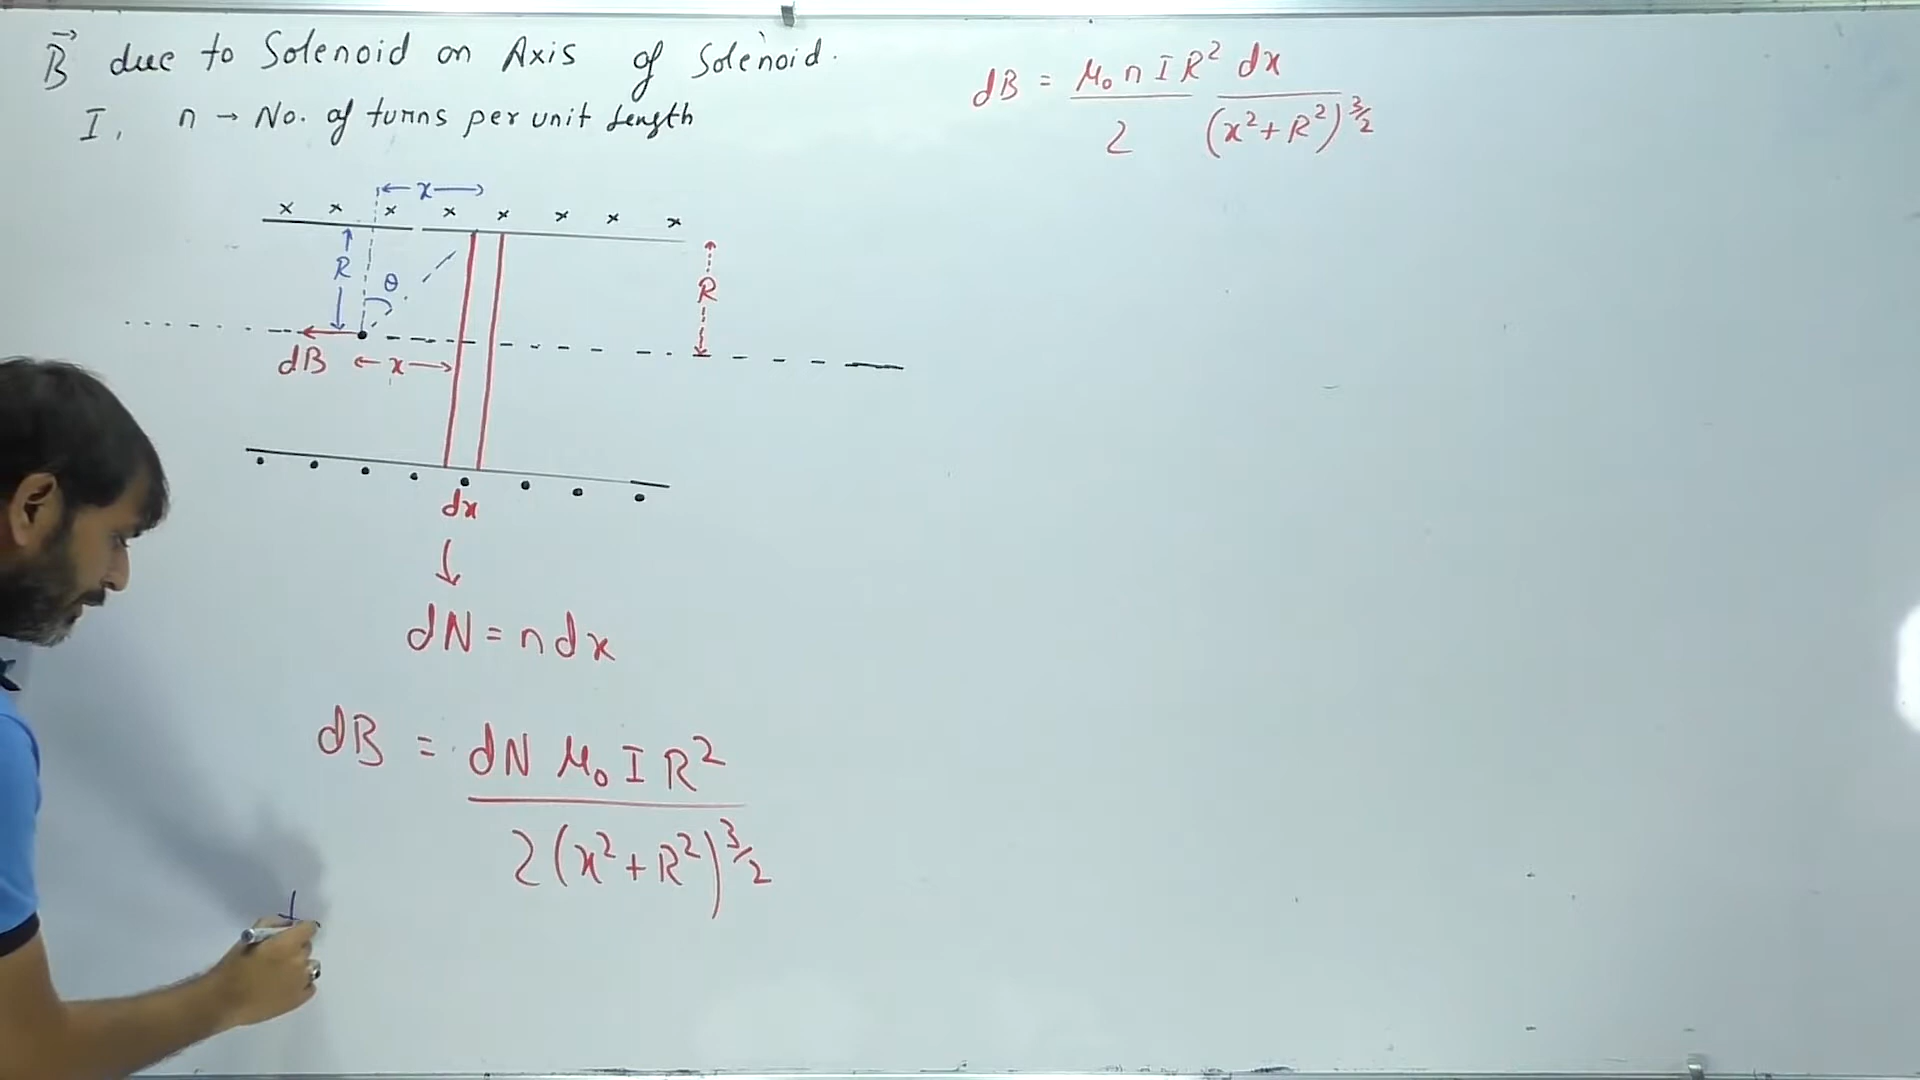 B⃗ due to Solenoid on Axis of Solenoid.
I, n → No. of turns per unit Length
← x →
x x x x x x x x
R
θ
R
dB ← x →
dx
↓
dN = n dx
dB = dN μ₀ I R² / 2(x² + R²)^3/2
dB = μ₀ n I R² / 2 dx / (x² + R²)^3/2